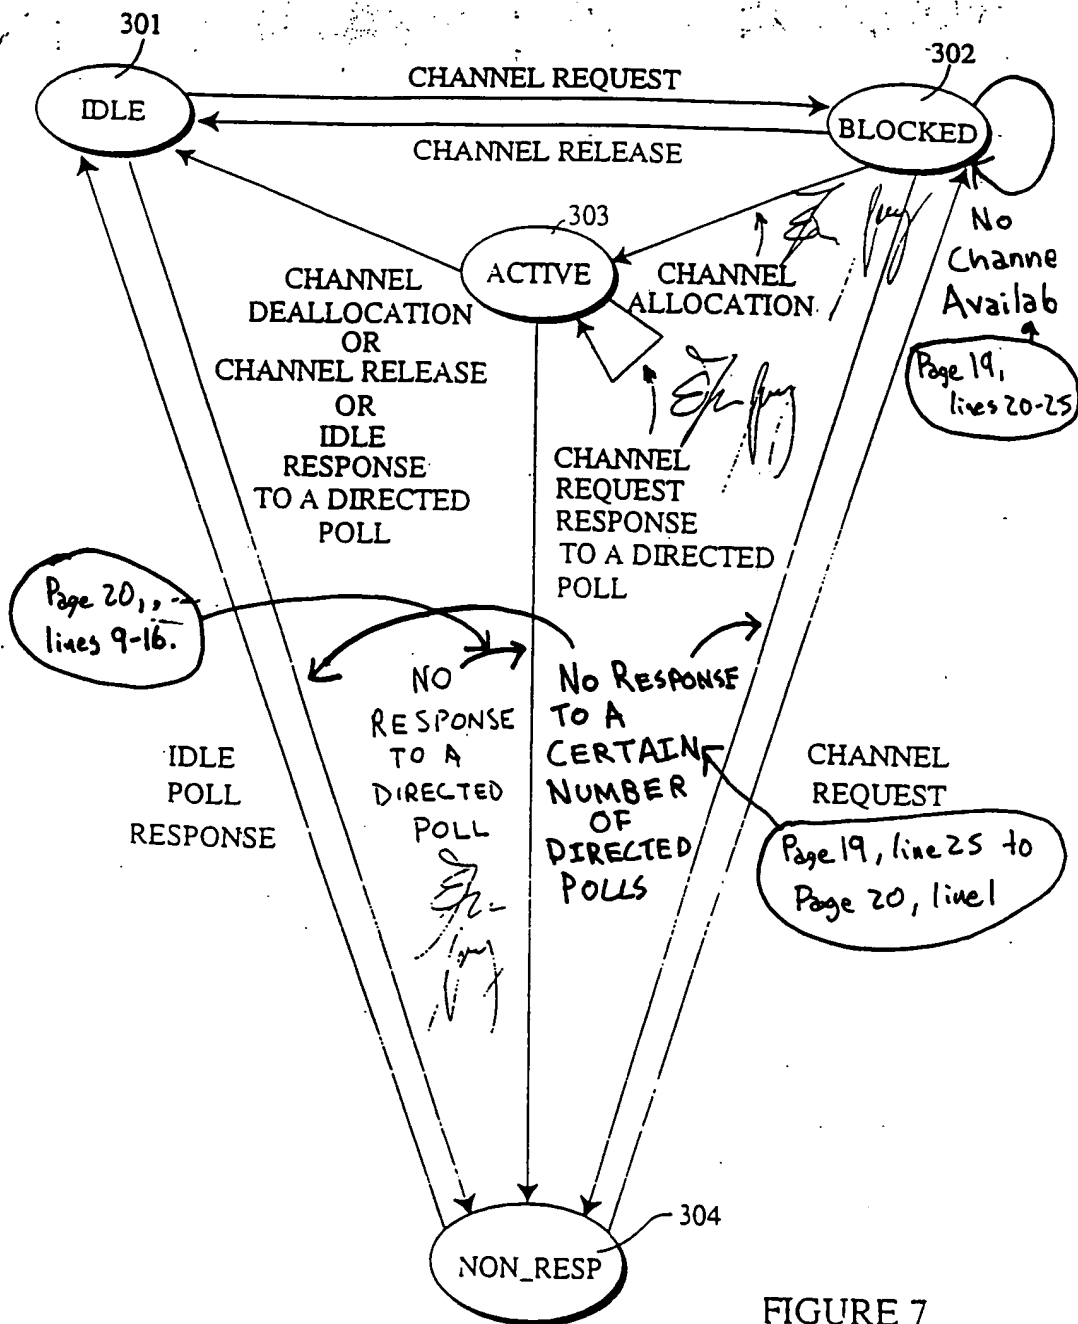 301
302
IDLE
CHANNEL REQUEST
BLOCKED
CHANNEL RELEASE
303
ACTIVE
No
Channe
Availab
Page 19,
lines 20-25
CHANNEL
ALLOCATION
CHANNEL
DEALLOCATION
OR
CHANNEL RELEASE
OR
IDLE
RESPONSE
TO A DIRECTED
POLL
CHANNEL
REQUEST
RESPONSE
TO A DIRECTED
POLL
Page 20,
lines 9-16.
NO
RESPONSE
TO A
DIRECTED
POLL
No RESPONSE
TO A
CERTAIN
NUMBER
OF
DIRECTED
POLLS
IDLE
POLL
RESPONSE
CHANNEL
REQUEST
Page 19, line 25 to
Page 20, line 1
304
NON_RESP
FIGURE 7